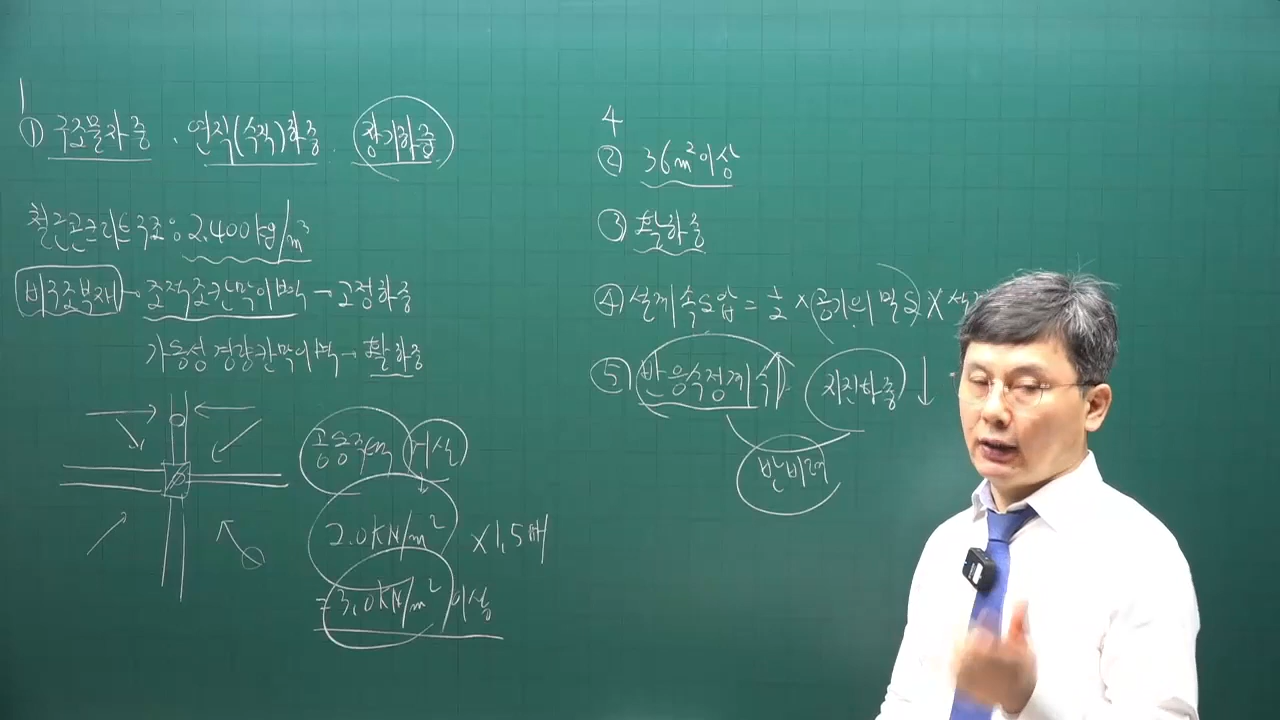 1
① 구조물자중 . 연직(수직)하중. 장기하중
철근콘크리트구조: 2,400kg/m³
비구조부재 → 조적조칸막이벽 → 고정하중
가동성 경량칸막이벽 → 활하중
공동주택 거실
2.0kN/m² ×1.5배
=3.0kN/m² 이상
4
② 36m² 이상
③ 활하중
④ 설계속도압 = ½ ×(공기의 밀도)×
⑤ 반응수정계수↑ 지진하중 ↓
반비례